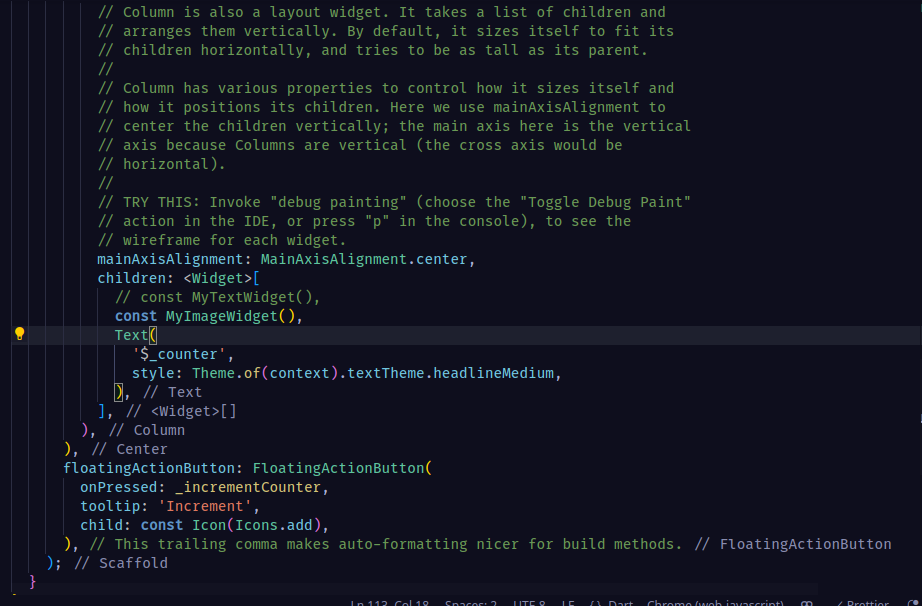 // Column is also a layout widget. It takes a list of children and
// arranges them vertically. By default, it sizes itself to fit its
// children horizontally, and tries to be as tall as its parent.
//
// Column has various properties to control how it sizes itself and
// how it positions its children. Here we use mainAxisAlignment to
// center the children vertically; the main axis here is the vertical
// axis because Columns are vertical (the cross axis would be
// horizontal).
//
// TRY THIS: Invoke "debug painting" (choose the "Toggle Debug Paint"
// action in the IDE, or press "p" in the console), to see the
// wireframe for each widget.
mainAxisAlignment: MainAxisAlignment.center,
children: <Widget>[
// const MyTextWidget(),
const MyImageWidget(),
Text(
'$_counter',
style: Theme.of(context).textTheme.headlineMedium,
), // Text
], // <Widget>[]
), // Column
), // Center
floatingActionButton: FloatingActionButton(
onPressed: _incrementCounter,
tooltip: 'Increment',
child: const Icon(Icons.add),
), // This trailing comma makes auto-formatting nicer for build methods. // FloatingActionButton
); // Scaffold
}
Ln 113, Col 18 Spaces: 2 UTF-8 LF {} Dart Chrome (web-javascript) Prettier